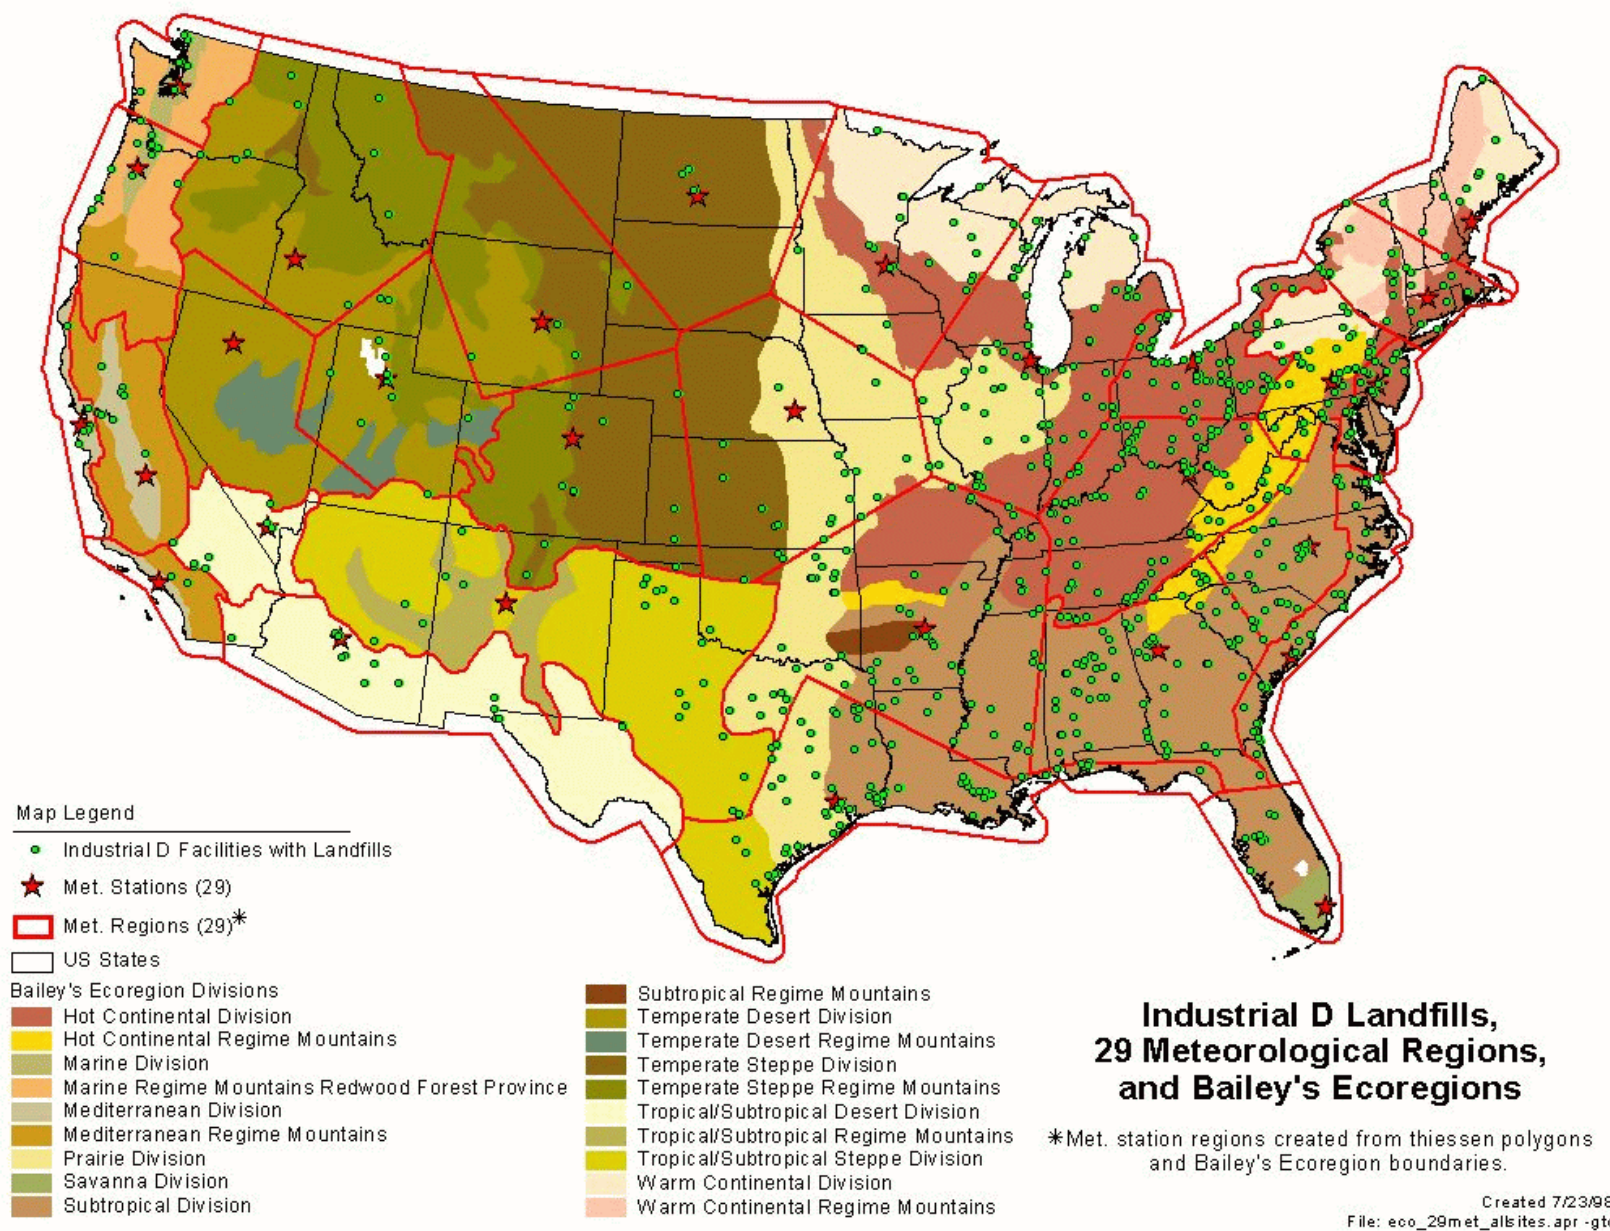 Map Legend
Industrial D Facilities with Landfills
Met. Stations (29)
Met. Regions (29)*
US States
Bailey's Ecoregion Divisions
Hot Continental Division
Hot Continental Regime Mountains
Marine Division
Marine Regime Mountains Redwood Forest Province
Mediterranean Division
Mediterranean Regime Mountains
Prairie Division
Savanna Division
Subtropical Division
Subtropical Regime Mountains
Temperate Desert Division
Temperate Desert Regime Mountains
Temperate Steppe Division
Temperate Steppe Regime Mountains
Tropical/Subtropical Desert Division
Tropical/Subtropical Regime Mountains
Tropical/Subtropical Steppe Division
Warm Continental Division
Warm Continental Regime Mountains
Industrial D Landfills,
29 Meteorological Regions,
and Bailey's Ecoregions
*Met. station regions created from thiessen polygons
and Bailey's Ecoregion boundaries.
Created 7/23/98
File: eco_29met_allsites.apr -gt